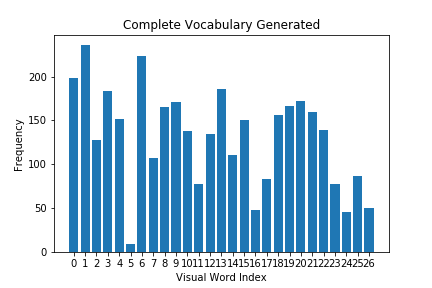 Complete Vocabulary Generated
Frequency
200
150
100
50
0
0 1 2 3 4 5 6 7 8 9 10 11 12 13 14 15 16 17 18 19 20 21 22 23 24 25 26
Visual Word Index